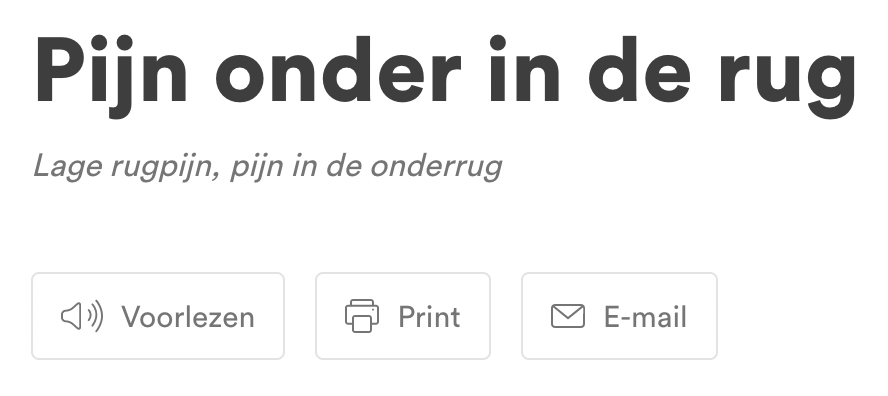 Pijn onder in de rug
Lage rugpijn, pijn in de onderrug
Voorlezen Print E-mail